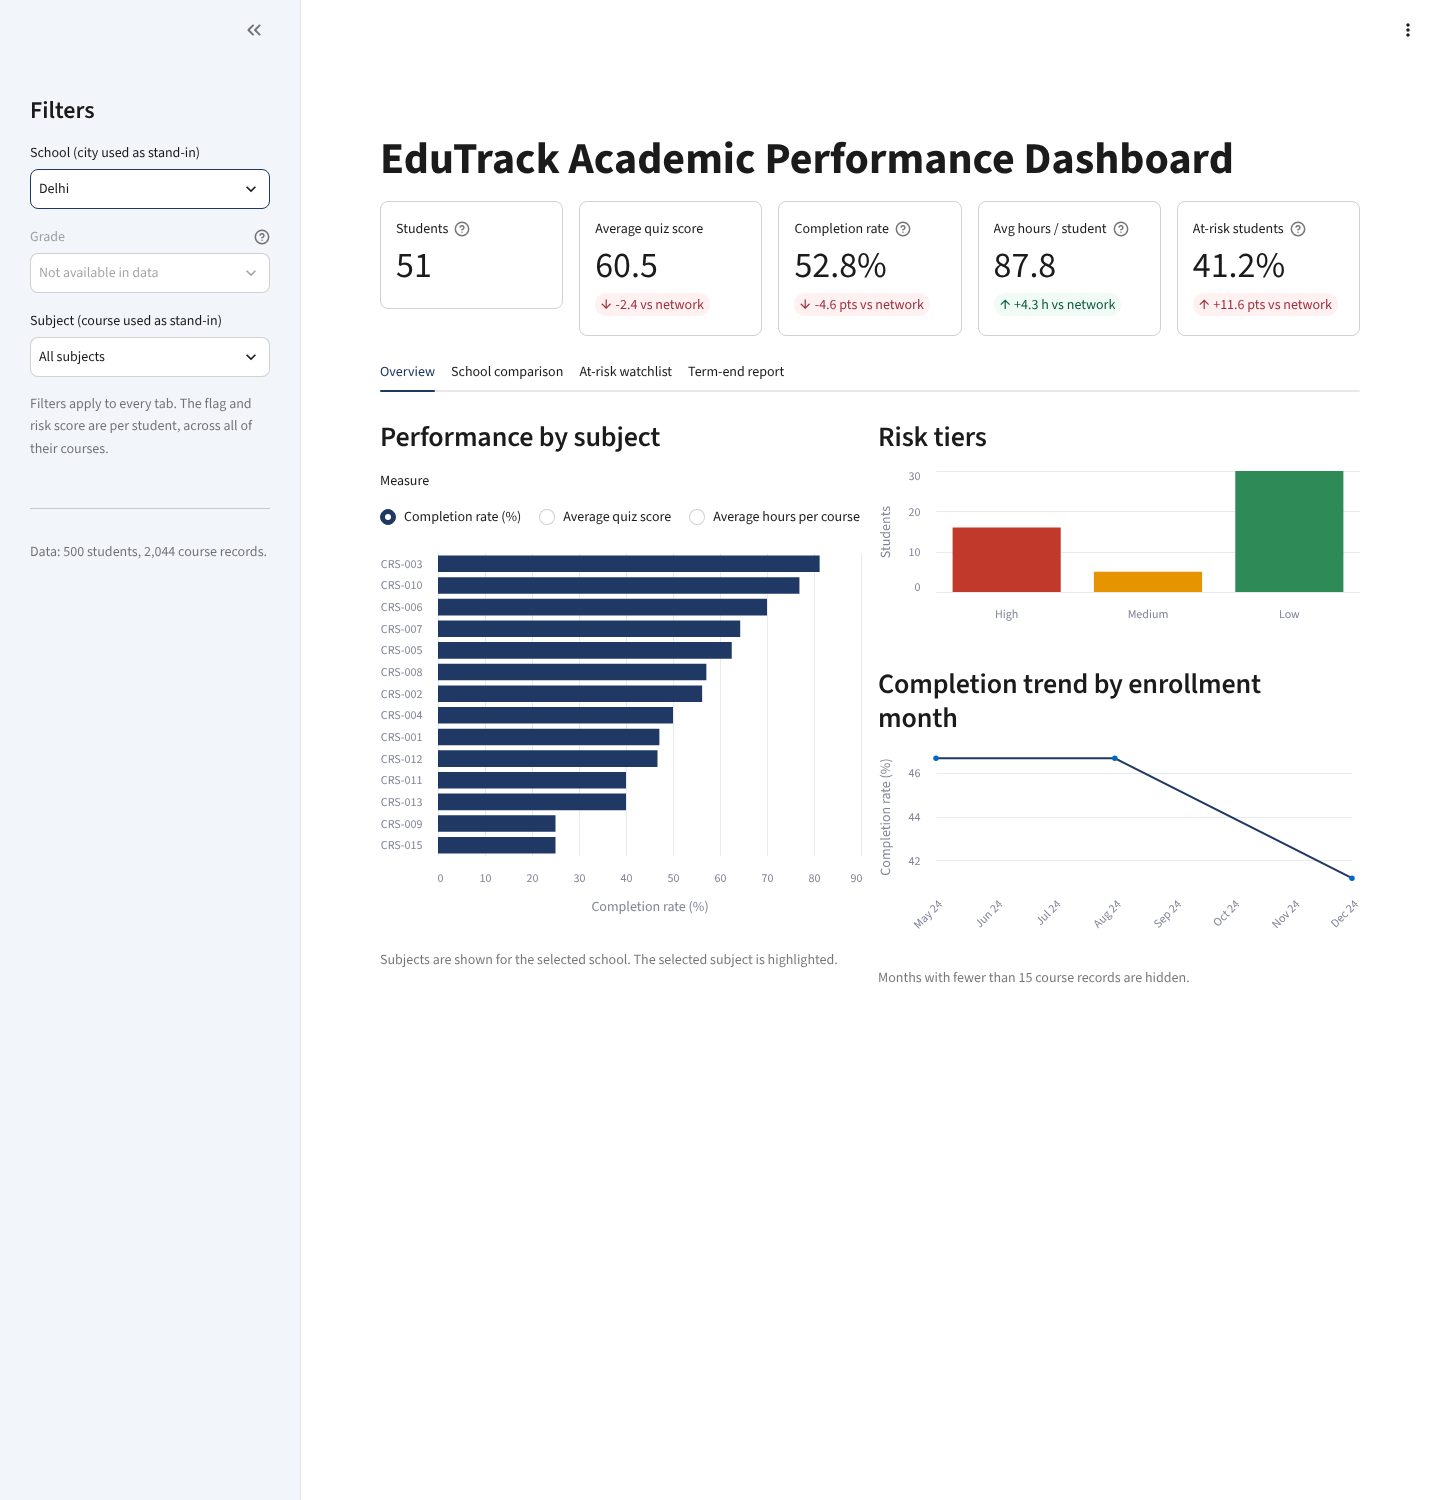 Filters
School (city used as stand-in)
Delhi
Grade
Not available in data
Subject (course used as stand-in)
All subjects
Filters apply to every tab. The flag and
risk score are per student, across all of
their courses.
Data: 500 students, 2,044 course records.
EduTrack Academic Performance Dashboard
Students
51
Average quiz score
60.5
↓ -2.4 vs network
Completion rate
52.8%
↓ -4.6 pts vs network
Avg hours / student
87.8
↑ +4.3 h vs network
At-risk students
41.2%
↑ +11.6 pts vs network
Overview School comparison At-risk watchlist Term-end report
Performance by subject
Measure
Completion rate (%) Average quiz score Average hours per course
CRS-003
CRS-010
CRS-006
CRS-007
CRS-005
CRS-008
CRS-002
CRS-004
CRS-001
CRS-012
CRS-011
CRS-013
CRS-009
CRS-015
0 10 20 30 40 50 60 70 80 90
Completion rate (%)
Subjects are shown for the selected school. The selected subject is highlighted.
Risk tiers
Students
30
20
10
0
High Medium Low
Completion trend by enrollment
month
Completion rate (%)
46
44
42
May 24 Jun 24 Jul 24 Aug 24 Sep 24 Oct 24 Nov 24 Dec 24
Months with fewer than 15 course records are hidden.